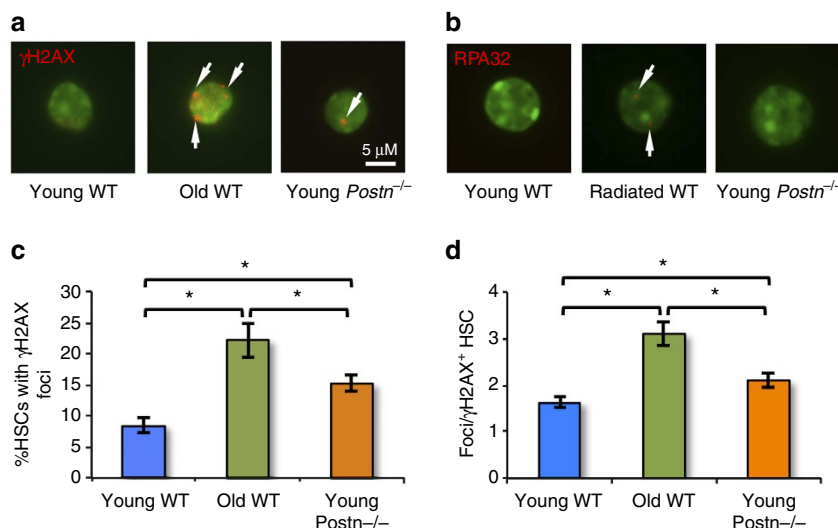 a
b
γH2AX
RPA32
5 μM
Young WT
Old WT
Young Postn–/–
Young WT
Radiated WT
Young Postn–/–
c
d
%HSCs with γH2AX
foci
30
25
20
15
10
5
0
*
*
*
Young WT
Old WT
Young
Postn–/–
Foci/γH2AX+ HSC
4
3
2
1
0
*
*
*
Young WT
Old WT
Young
Postn–/–